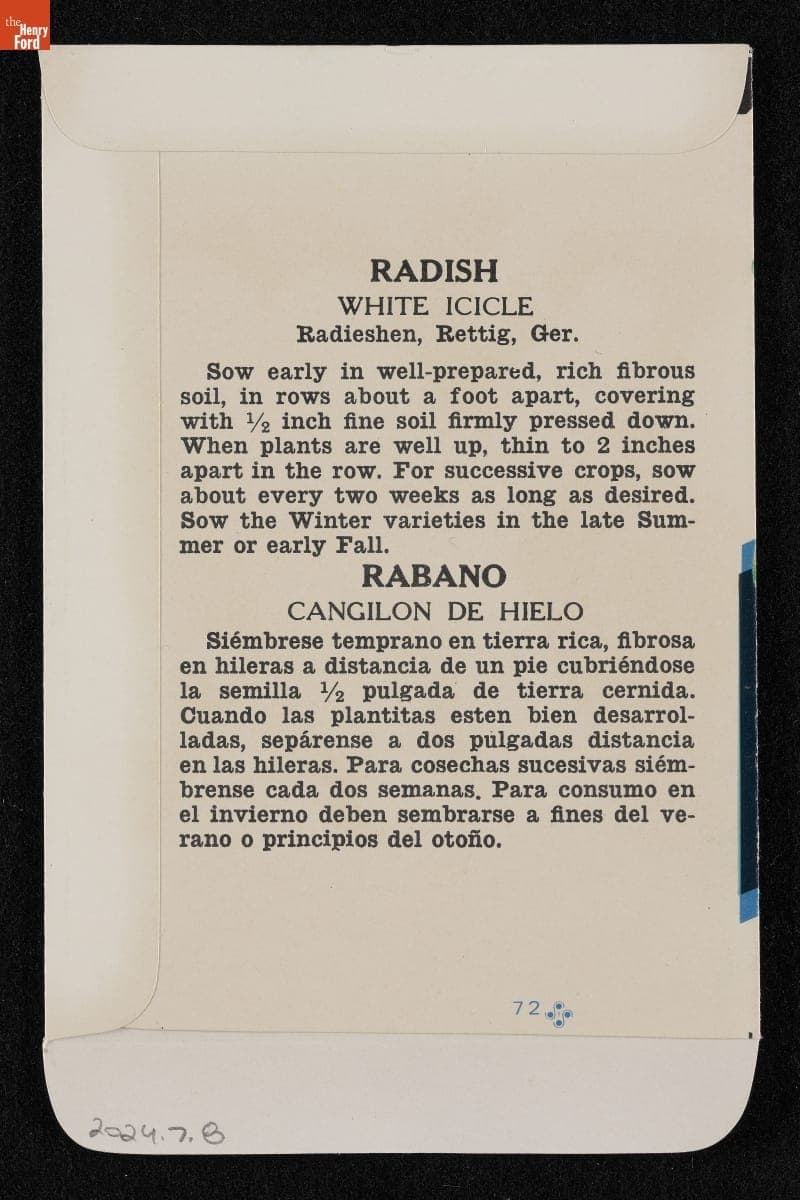 the
Henry
Ford
RADISH
WHITE ICICLE
Radieshen, Rettig, Ger.
Sow early in well-prepared, rich fibrous
soil, in rows about a foot apart, covering
with ½ inch fine soil firmly pressed down.
When plants are well up, thin to 2 inches
apart in the row. For successive crops, sow
about every two weeks as long as desired.
Sow the Winter varieties in the late Sum-
mer or early Fall.
RABANO
CANGILON DE HIELO
Siémbrese temprano en tierra rica, fibrosa
en hileras a distancia de un pie cubriéndose
la semilla ½ pulgada de tierra cernida.
Cuando las plantitas esten bien desarrol-
ladas, sepárense a dos pulgadas distancia
en las hileras. Para cosechas sucesivas siém-
brense cada dos semanas. Para consumo en
el invierno deben sembrarse a fines del ve-
rano o principios del otoño.
72
2024.7.8